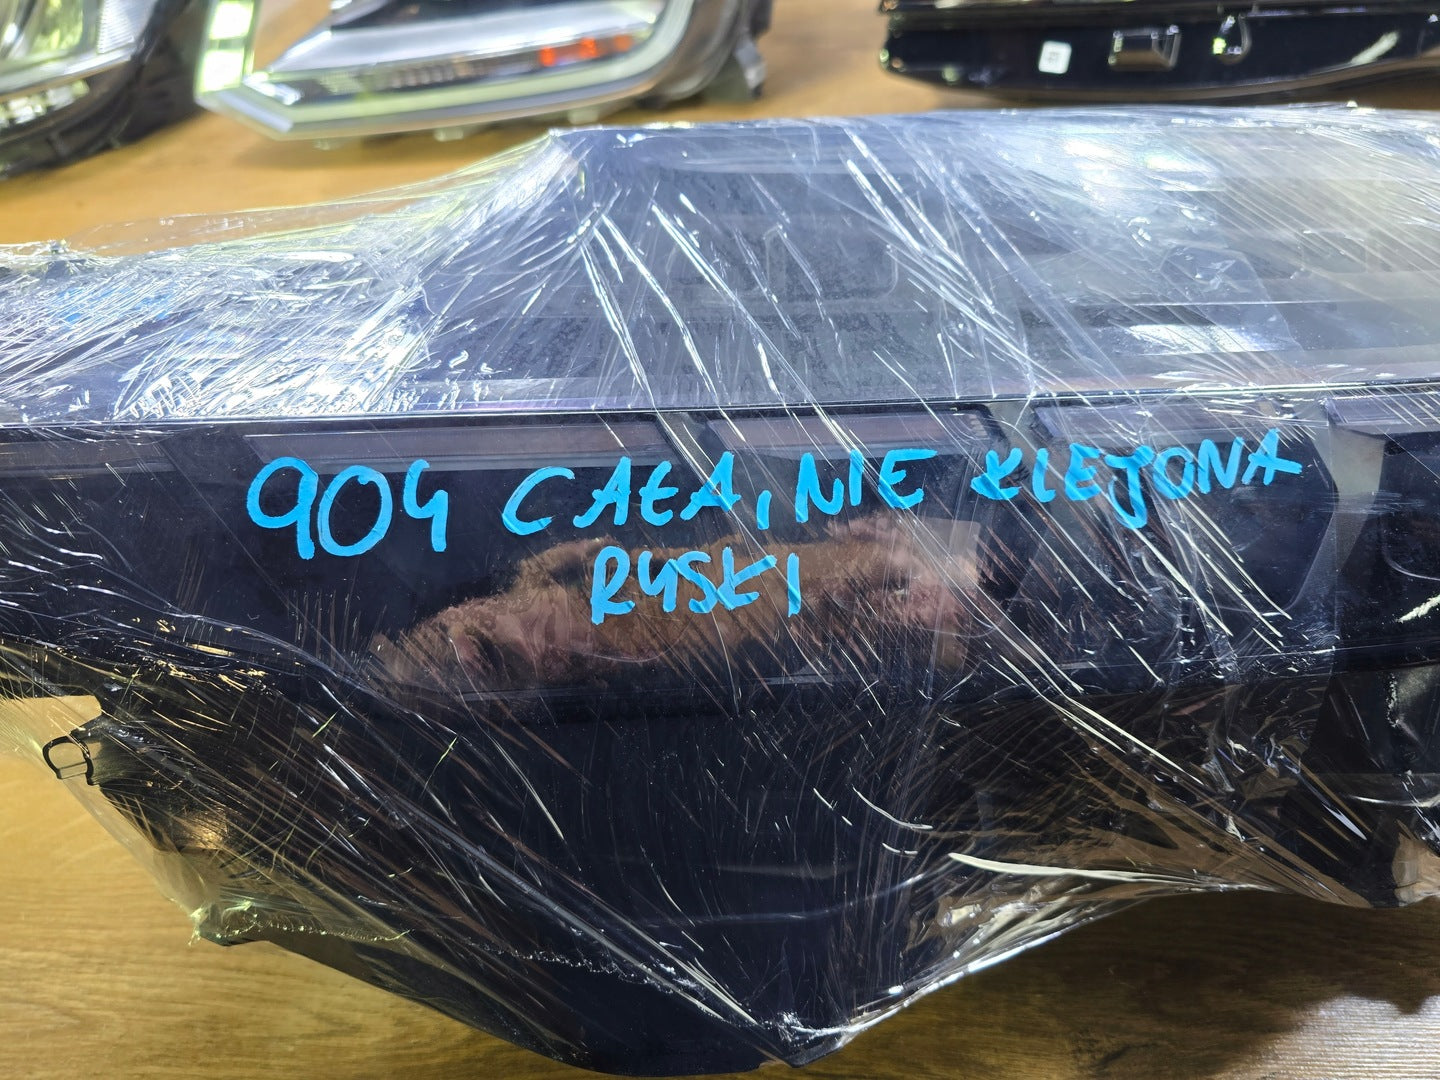 904 CAŁA, NIE KLEJONA
RYSKI